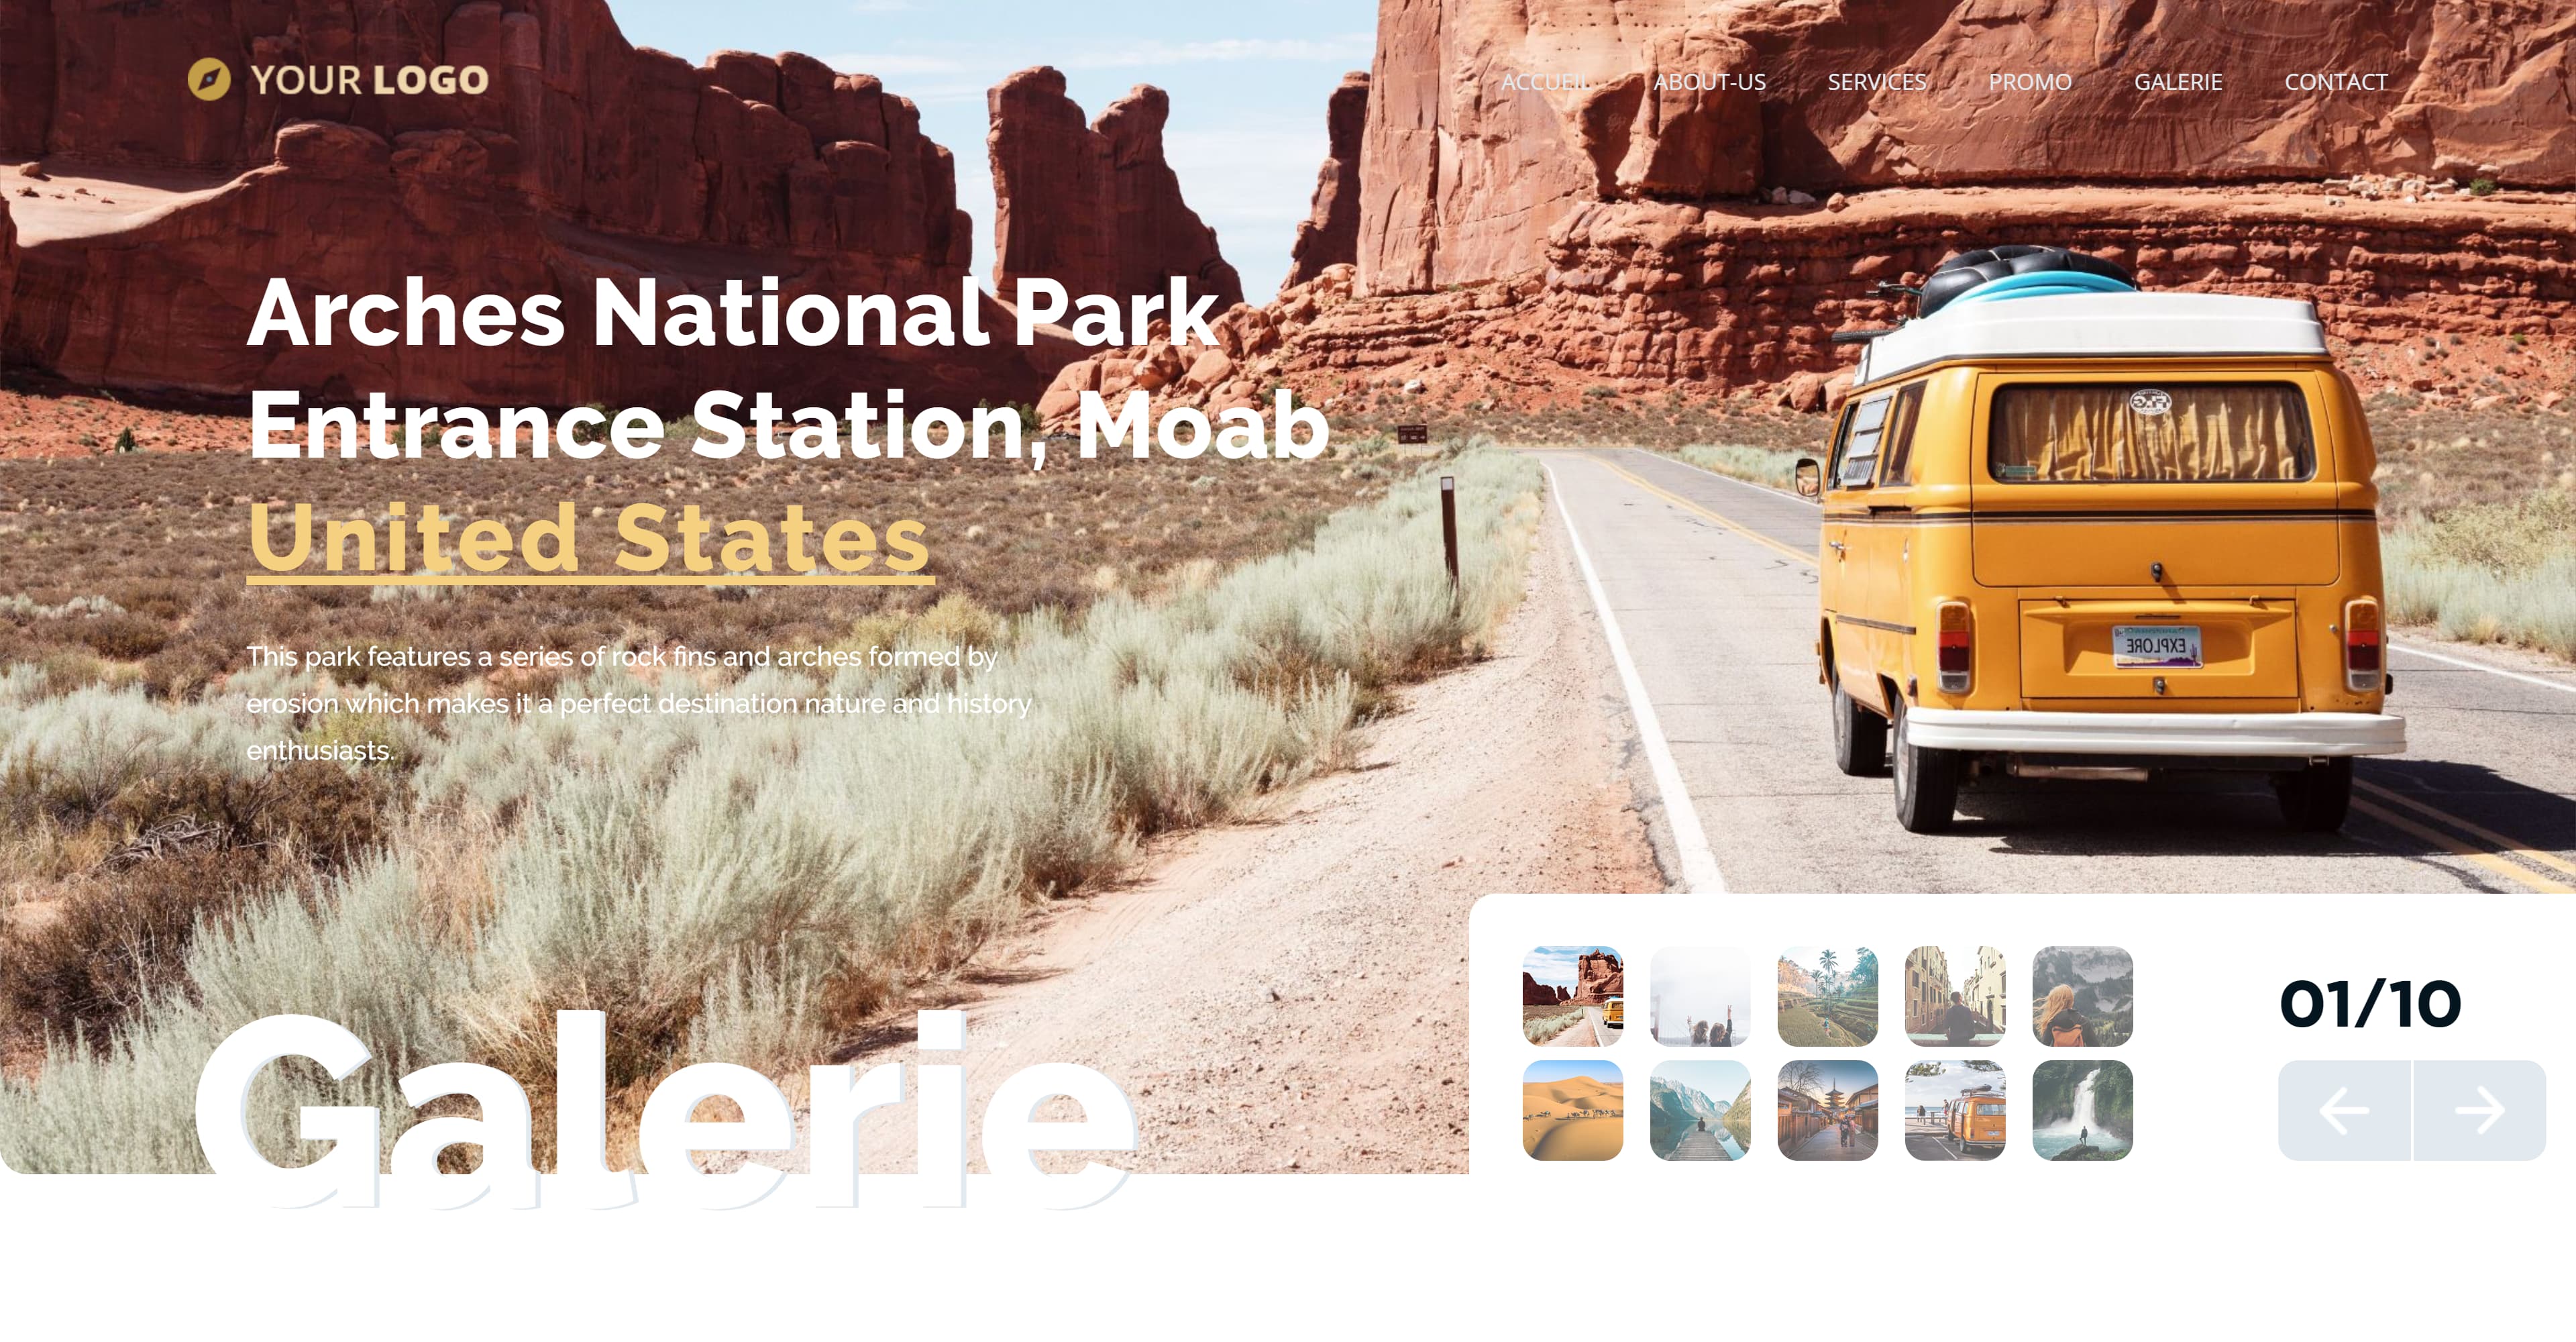 YOUR LOGO
ACCUEIL ABOUT-US SERVICES PROMO GALERIE CONTACT
Arches National Park
Entrance Station, Moab
United States
This park features a series of rock fins and arches formed by
erosion which makes it a perfect destination nature and history
enthusiasts.
EXPLORE
Galerie
01/10